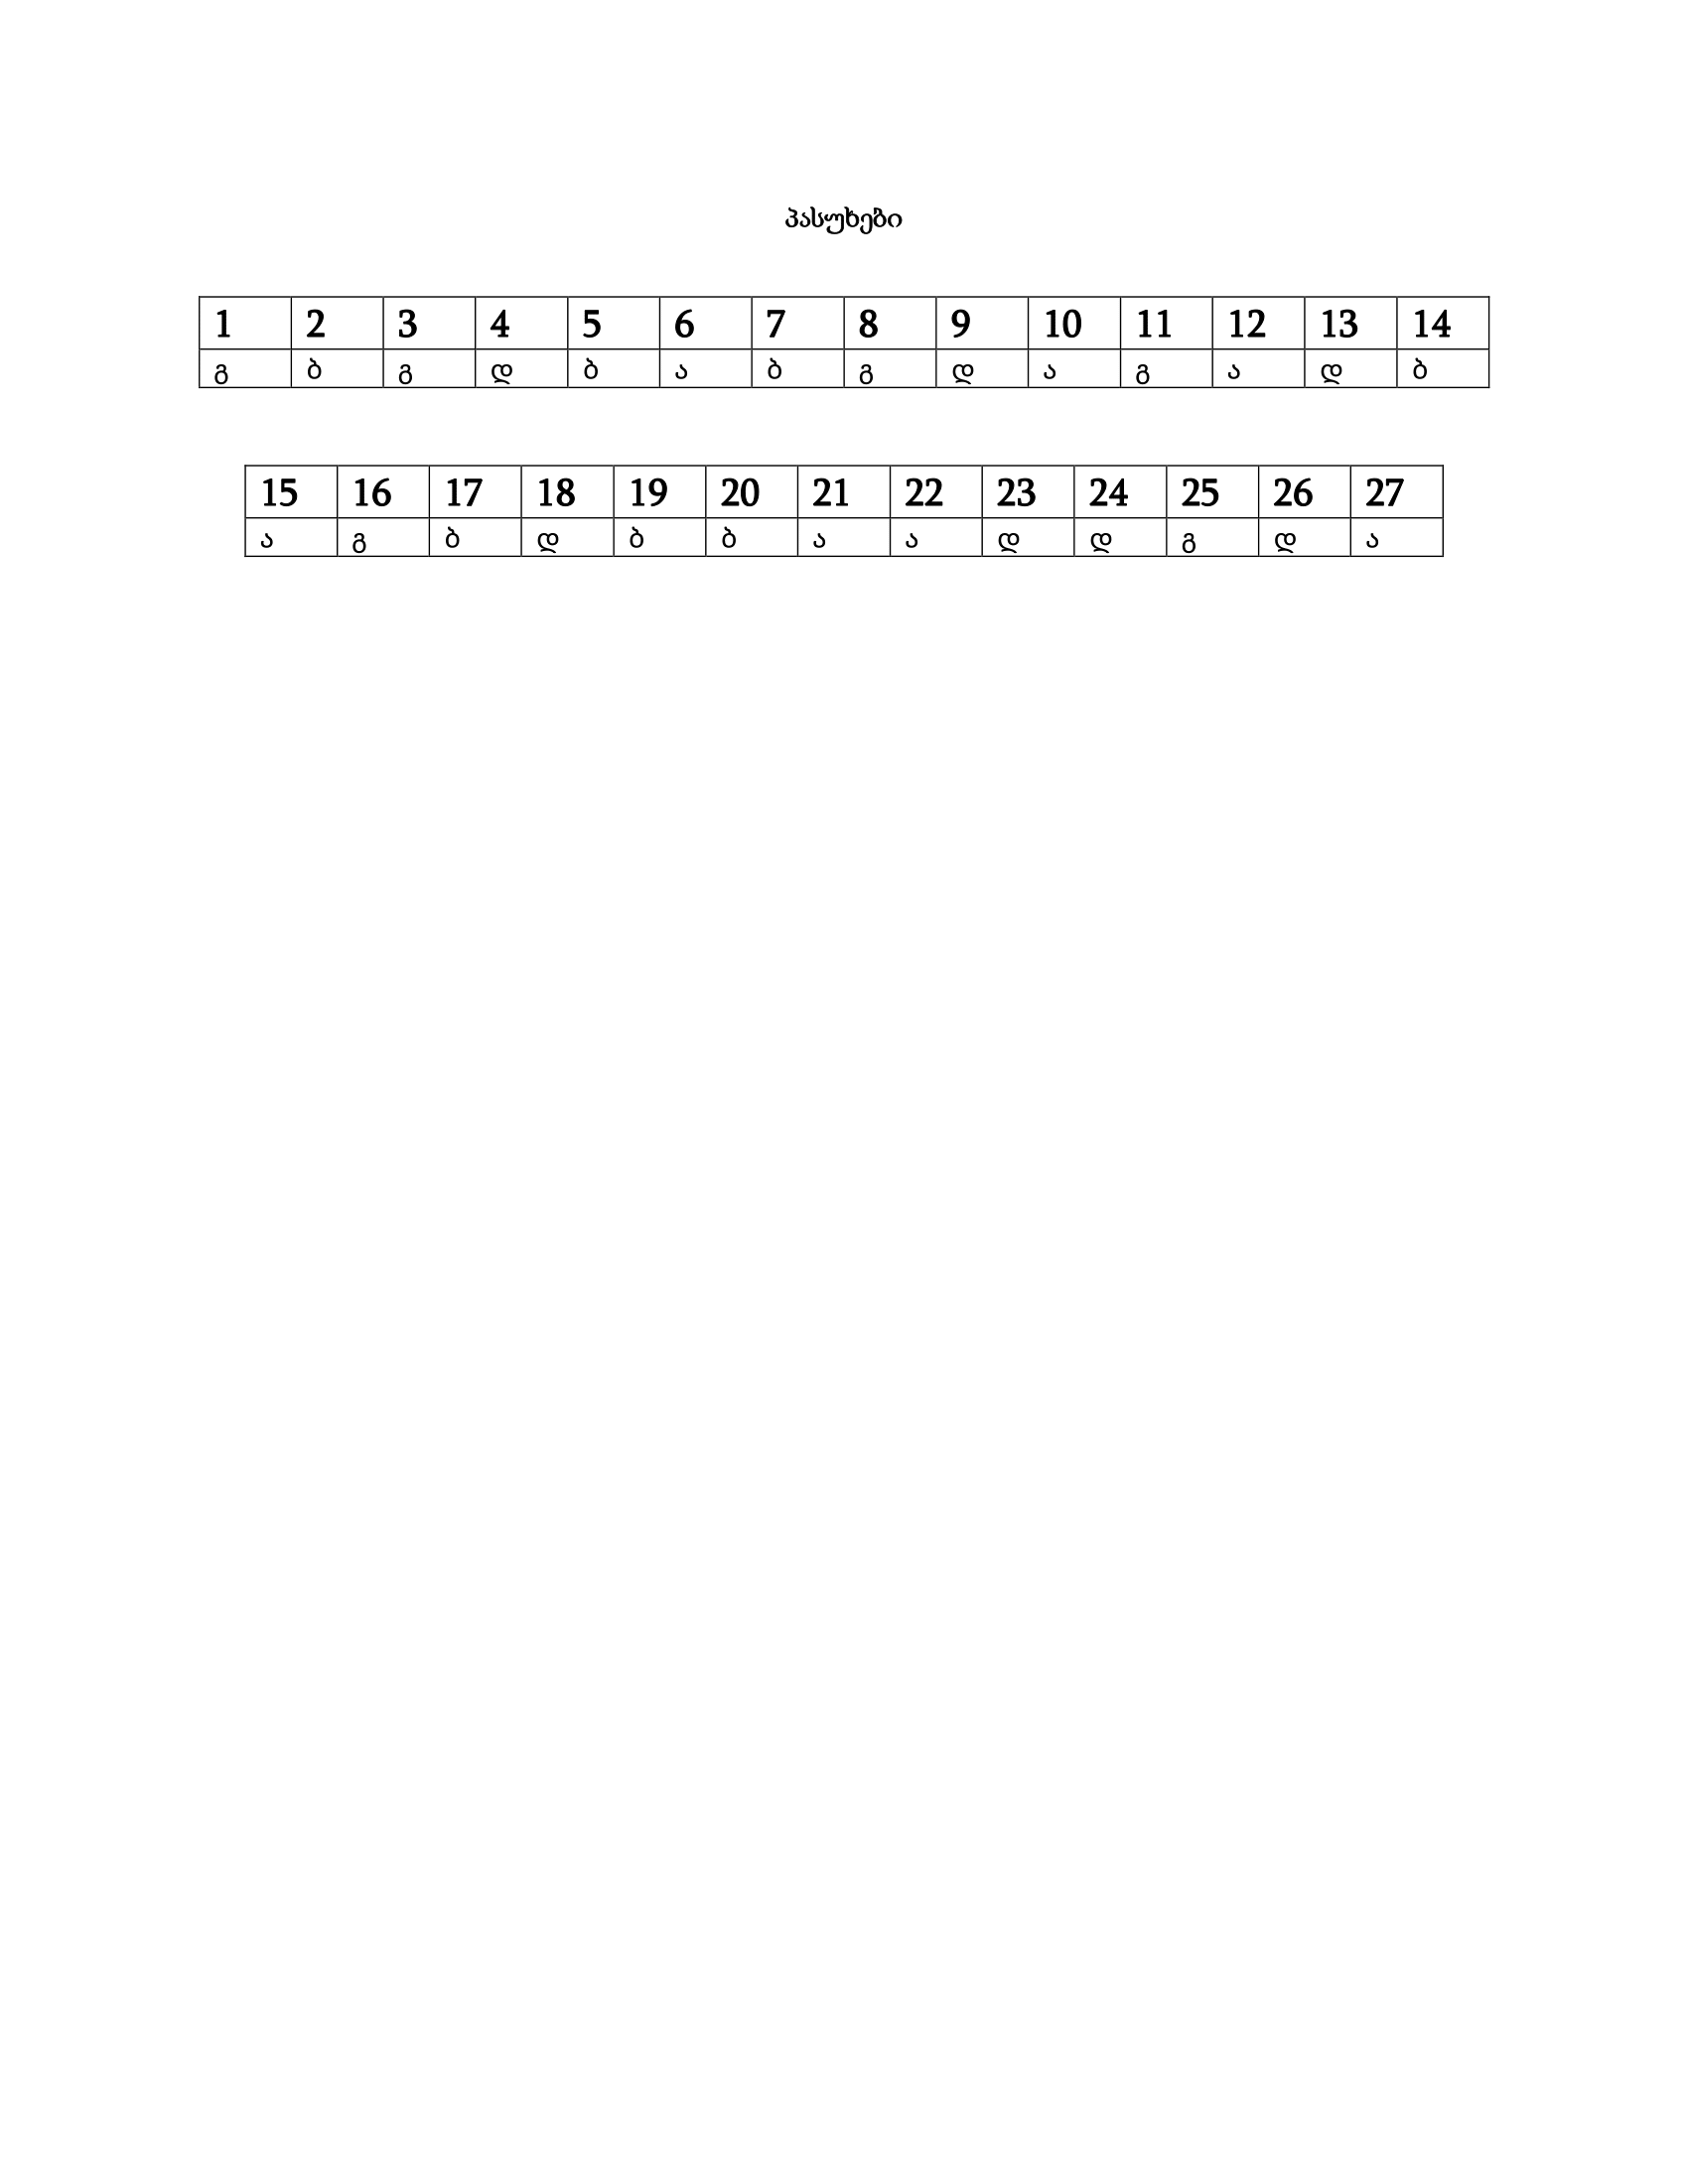 პასუხები
1 2 3 4 5 6 7 8 9 10 11 12 13 14
გ ბ გ დ ბ ა ბ გ დ ა გ ა დ ბ
15 16 17 18 19 20 21 22 23 24 25 26 27
ა გ ბ დ ბ ბ ა ა დ დ გ დ ა